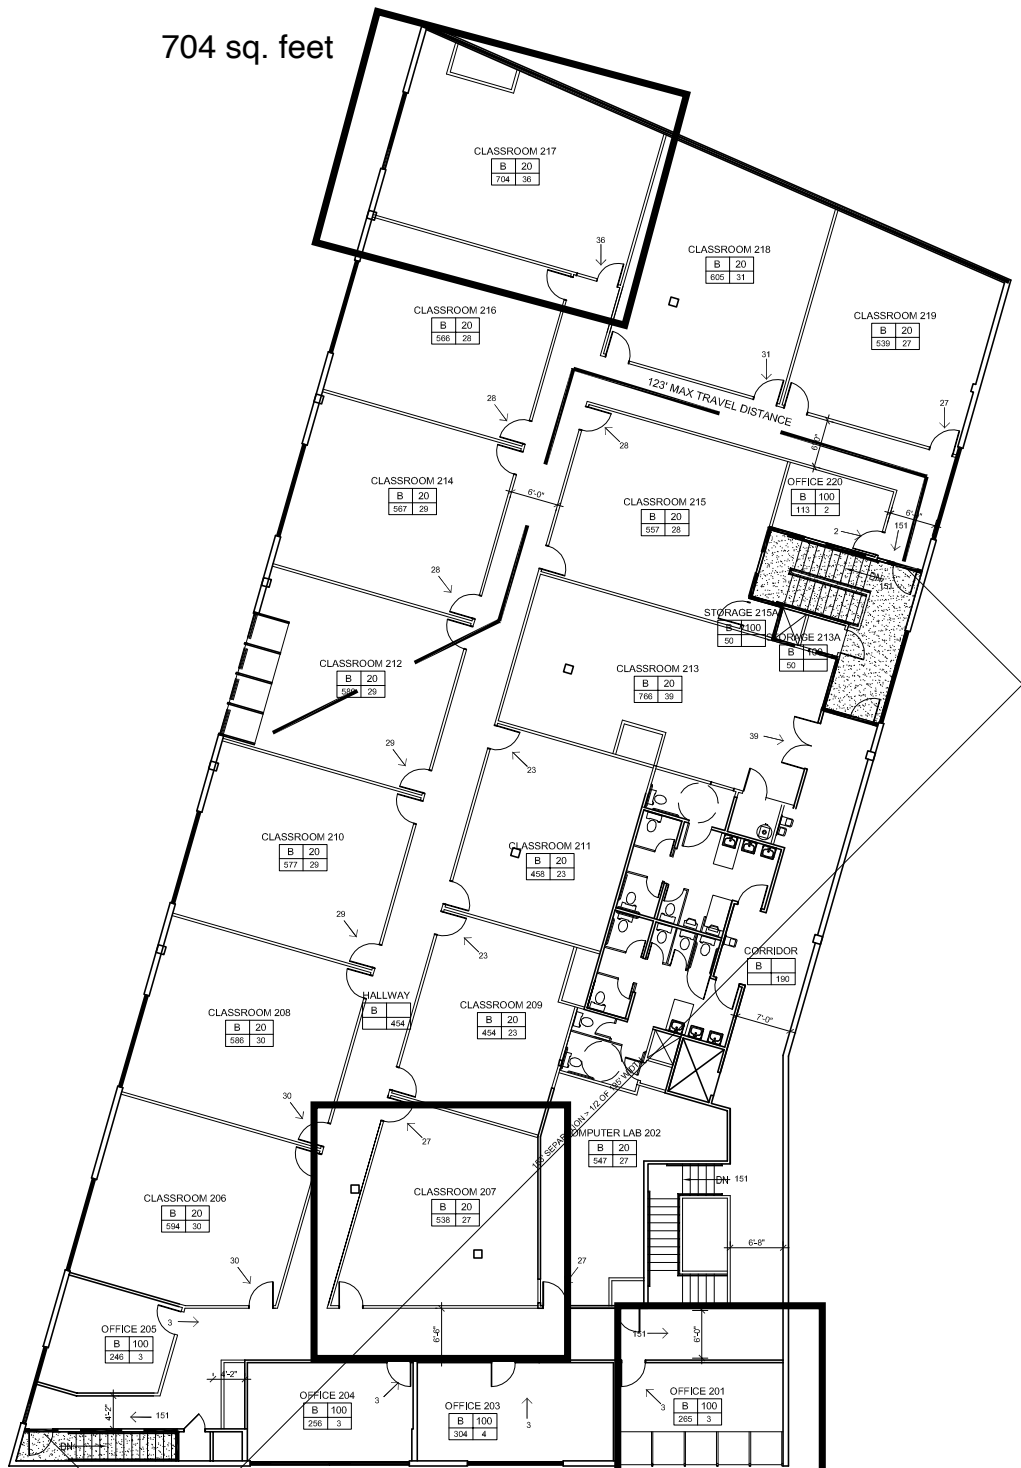 704 sq. feet
CLASSROOM 217
B 20
704 36
36
CLASSROOM 218
B 20
605 31
CLASSROOM 216
B 20
566 28
CLASSROOM 219
B 20
539 27
31
123' MAX TRAVEL DISTANCE
28
27
28
6'-0"
CLASSROOM 214
B 20
567 29
6'-0"
CLASSROOM 215
B 20
557 28
OFFICE 220
B 100
113 2
151
2
28
DN
151
STORAGE 215A
B 100
50
STORAGE 213A
B 100
50
CLASSROOM 212
B 20
29
CLASSROOM 213
B 20
766 39
39
29
23
CLASSROOM 210
B 20
577 29
CLASSROOM 211
B 20
458 23
29
23
CORRIDOR
B
190
HALLWAY
B
454
CLASSROOM 208
B 20
586 30
CLASSROOM 209
B 20
454 23
7'-0"
30
27
COMPUTER LAB 202
B 20
547 27
DN
151
CLASSROOM 206
B 20
594 30
CLASSROOM 207
B 20
538 27
6'-8"
30
27
OFFICE 205
B 100
246 3
3
6'-6"
151
6'-0"
4'-2"
4'-2"
151
OFFICE 204
B 100
256 3
3
OFFICE 203
B 100
304 4
3
OFFICE 201
B 100
265 3
3
DN